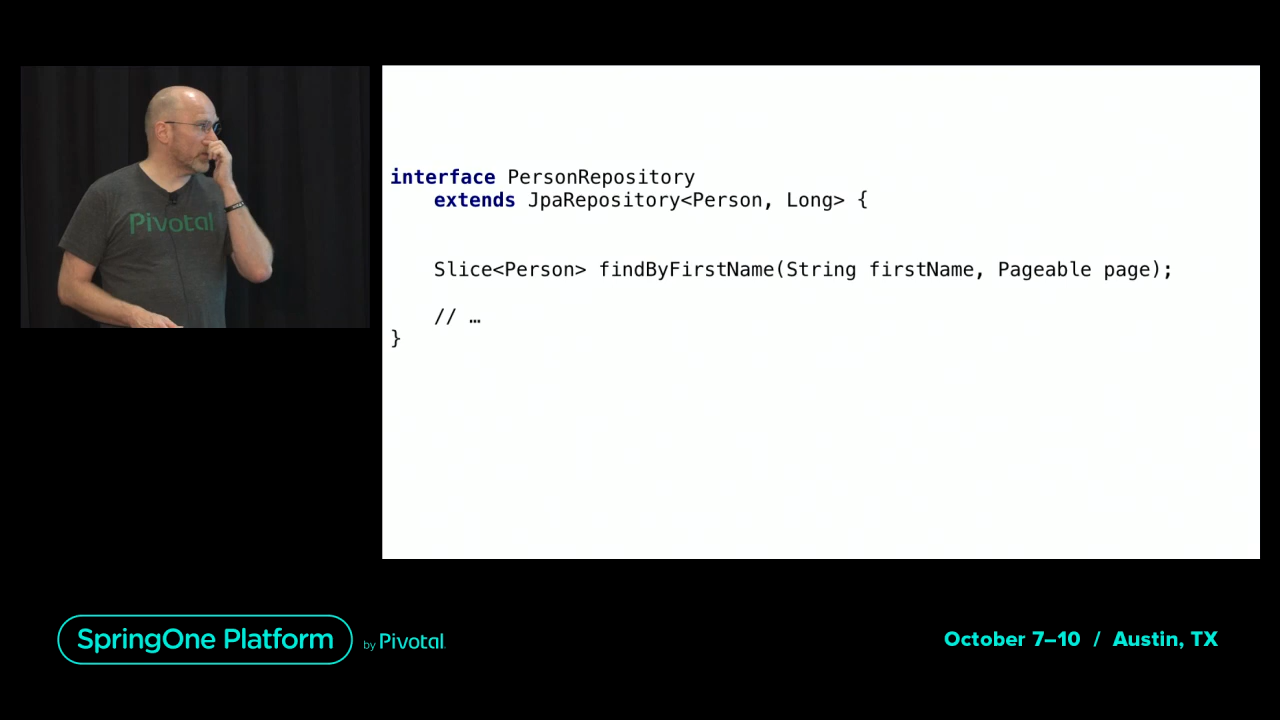 Pivotal
interface PersonRepository
extends JpaRepository<Person, Long> {
Slice<Person> findByFirstName(String firstName, Pageable page);
// …
}
SpringOne Platform
by Pivotal
October 7–10 / Austin, TX